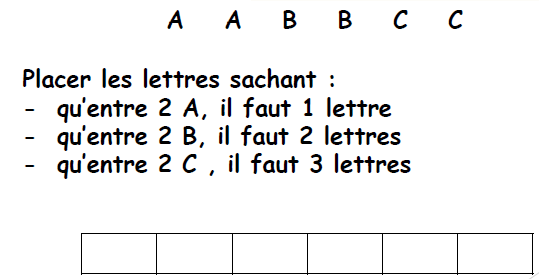 A A B B C C
Placer les lettres sachant :
- qu'entre 2 A, il faut 1 lettre
- qu'entre 2 B, il faut 2 lettres
- qu'entre 2 C , il faut 3 lettres